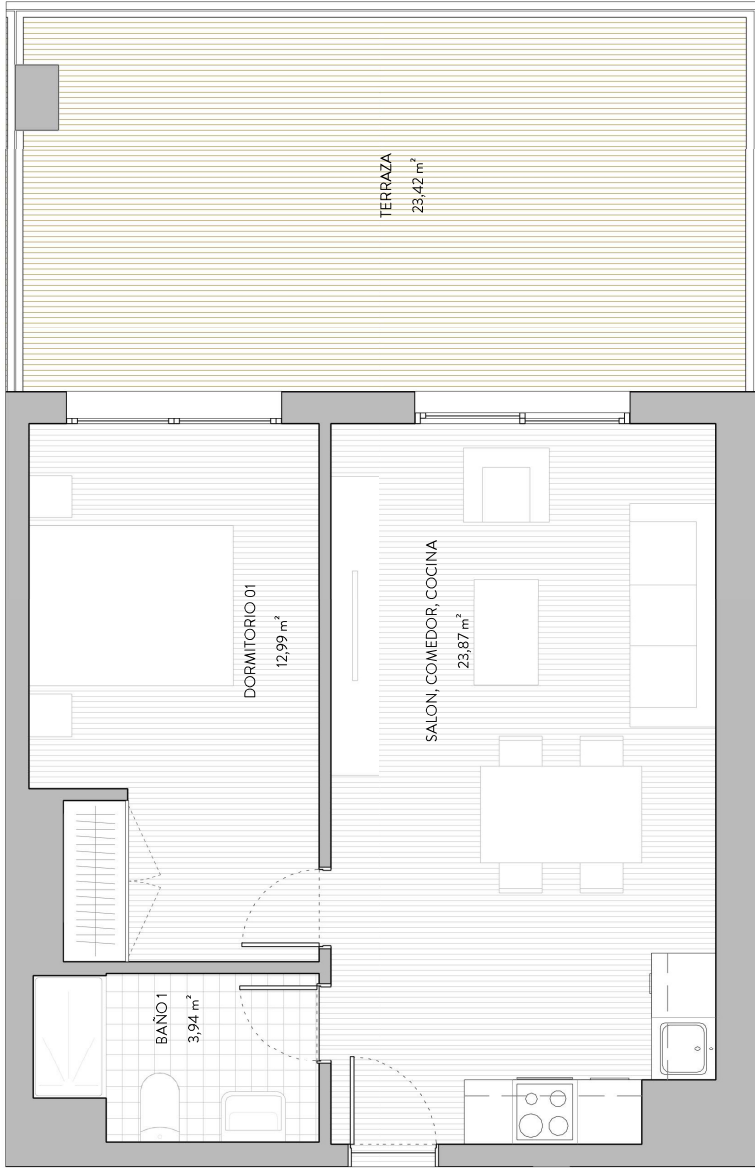 TERRAZA
23,42 m²
DORMITORIO 01
12,99 m²
SALON, COMEDOR, COCINA
23,87 m²
BAÑO 1
3,94 m²